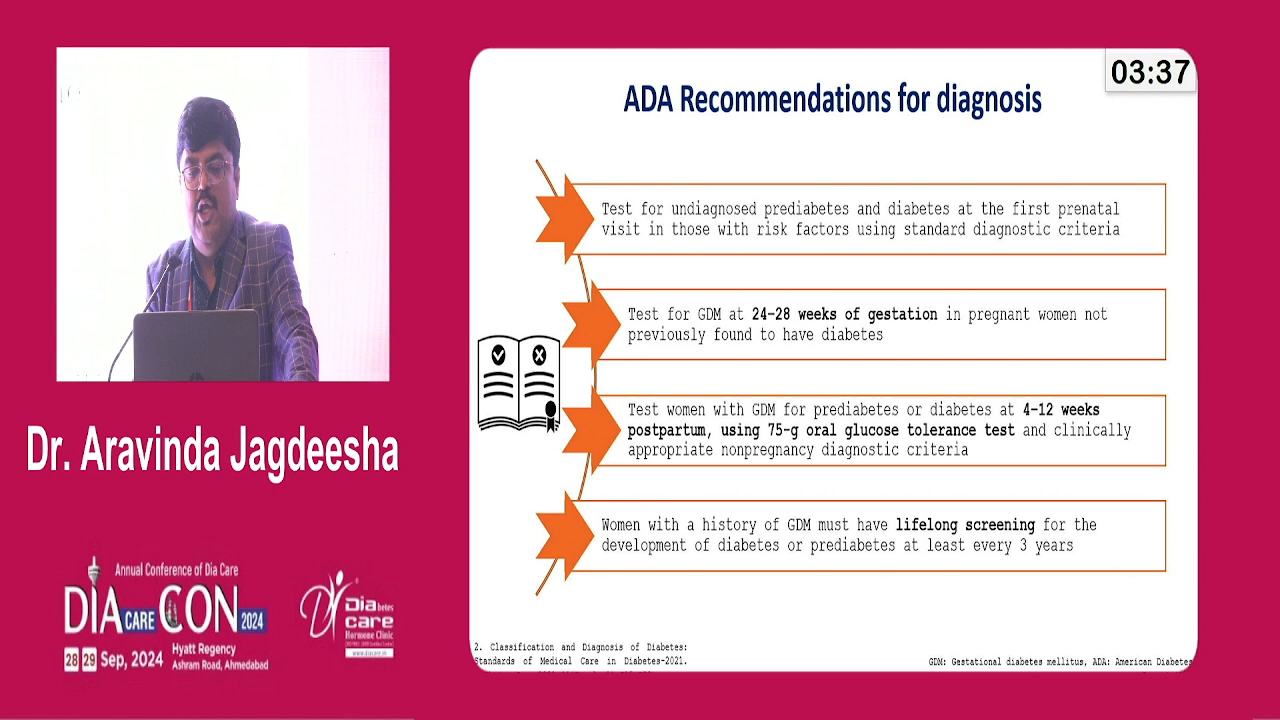 03:37
ADA Recommendations for diagnosis
Test for undiagnosed prediabetes and diabetes at the first prenatal
visit in those with risk factors using standard diagnostic criteria
Test for GDM at 24-28 weeks of gestation in pregnant women not
previously found to have diabetes
Test women with GDM for prediabetes or diabetes at 4-12 weeks
postpartum, using 75-g oral glucose tolerance test and clinically
appropriate nonpregnancy diagnostic criteria
Women with a history of GDM must have lifelong screening for the
development of diabetes or prediabetes at least every 3 years
2. Classification and Diagnosis of Diabetes:
Standards of Medical Care in Diabetes-2021.
GDM: Gestational diabetes mellitus, ADA: American Diabetes
Dr. Aravinda Jagdeesha
Annual Conference of Dia Care
DIA CARE CON 2024
28 29 Sep, 2024
Hyatt Regency
Ashram Road, Ahmedabad
Diabetes
care
Hormone Clinic
www.diacare.in